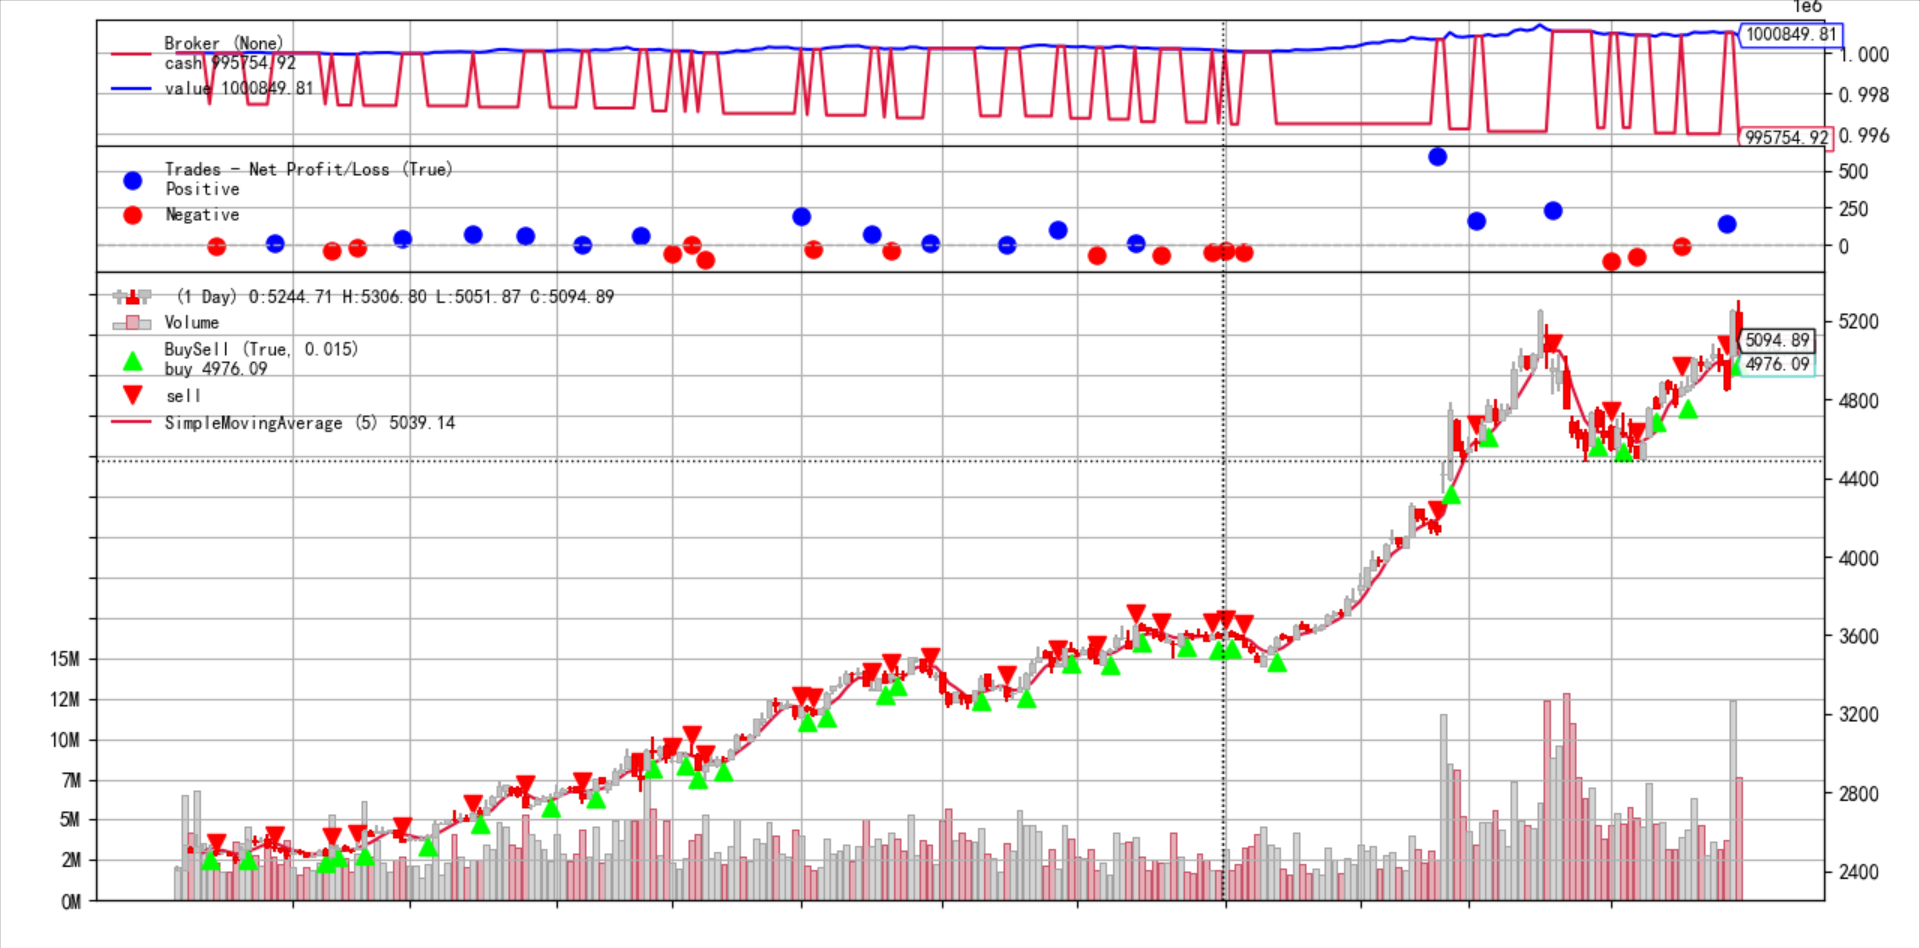 1e6
Broker (None)
cash 995754.92
value 1000849.81
1000849.81
1.000
0.998
0.996
995754.92
Trades - Net Profit/Loss (True)
Positive
Negative
500
250
0
(1 Day) O:5244.71 H:5306.80 L:5051.87 C:5094.89
Volume
BuySell (True, 0.015)
buy 4976.09
sell
SimpleMovingAverage (5) 5039.14
5200
5094.89
4976.09
4800
4400
4000
3600
3200
2800
2400
15M
12M
10M
7M
5M
2M
0M